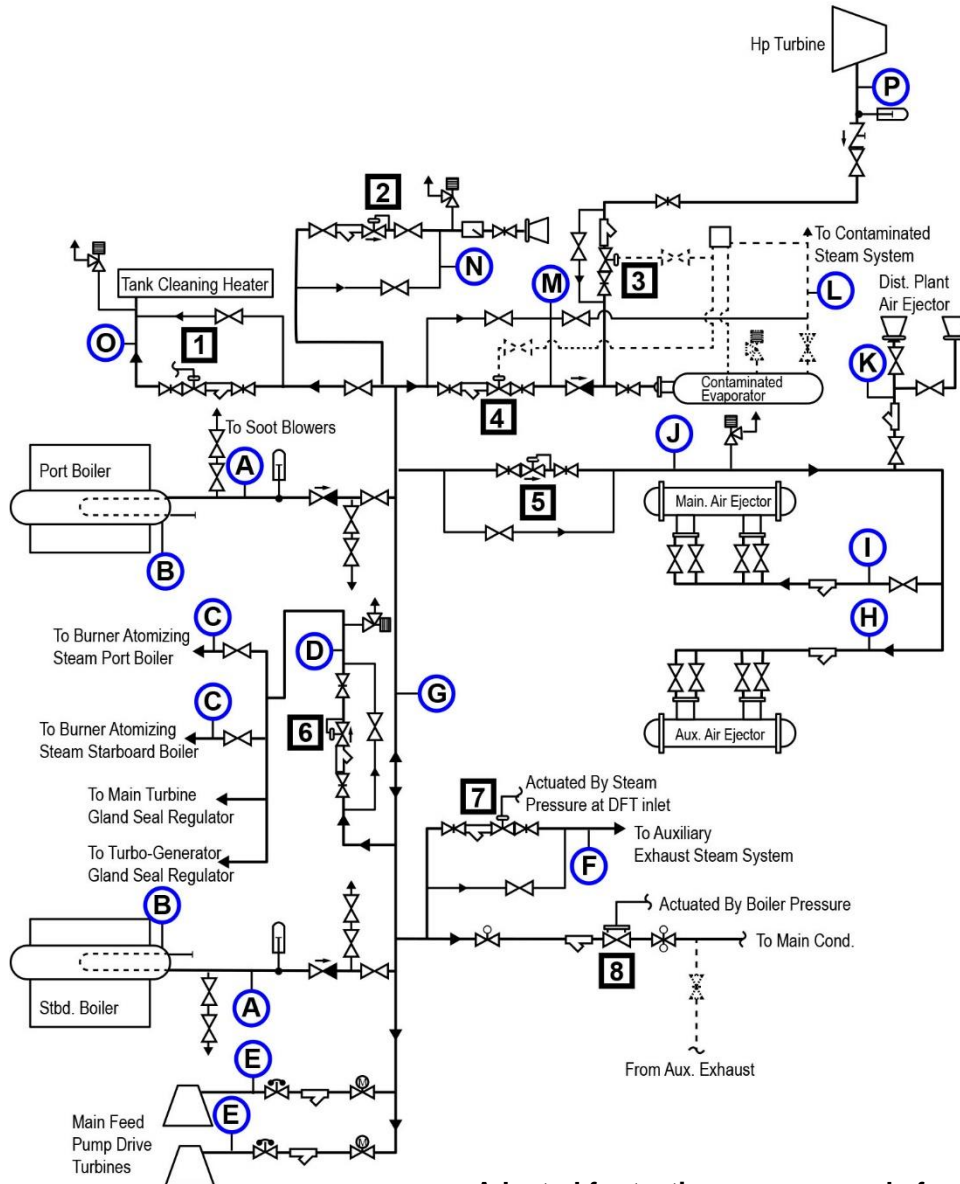 Hp Turbine
P
2
To Contaminated
Steam System
N
M
3
Dist. Plant
Air Ejector
L
Tank Cleaning Heater
O
1
K
4
Contaminated
Evaporator
To Soot Blowers
J
Port Boiler
A
5
Main. Air Ejector
B
I
C
H
To Burner Atomizing
Steam Port Boiler
D
G
C
6
To Burner Atomizing
Steam Starboard Boiler
Aux. Air Ejector
7
Actuated By Steam
Pressure at DFT inlet
To Main Turbine
Gland Seal Regulator
To Auxiliary
Exhaust Steam System
F
To Turbo-Generator
Gland Seal Regulator
B
Actuated By Boiler Pressure
To Main Cond.
8
Stbd. Boiler
A
E
M
From Aux. Exhaust
E
Main Feed
Pump Drive
Turbines
M